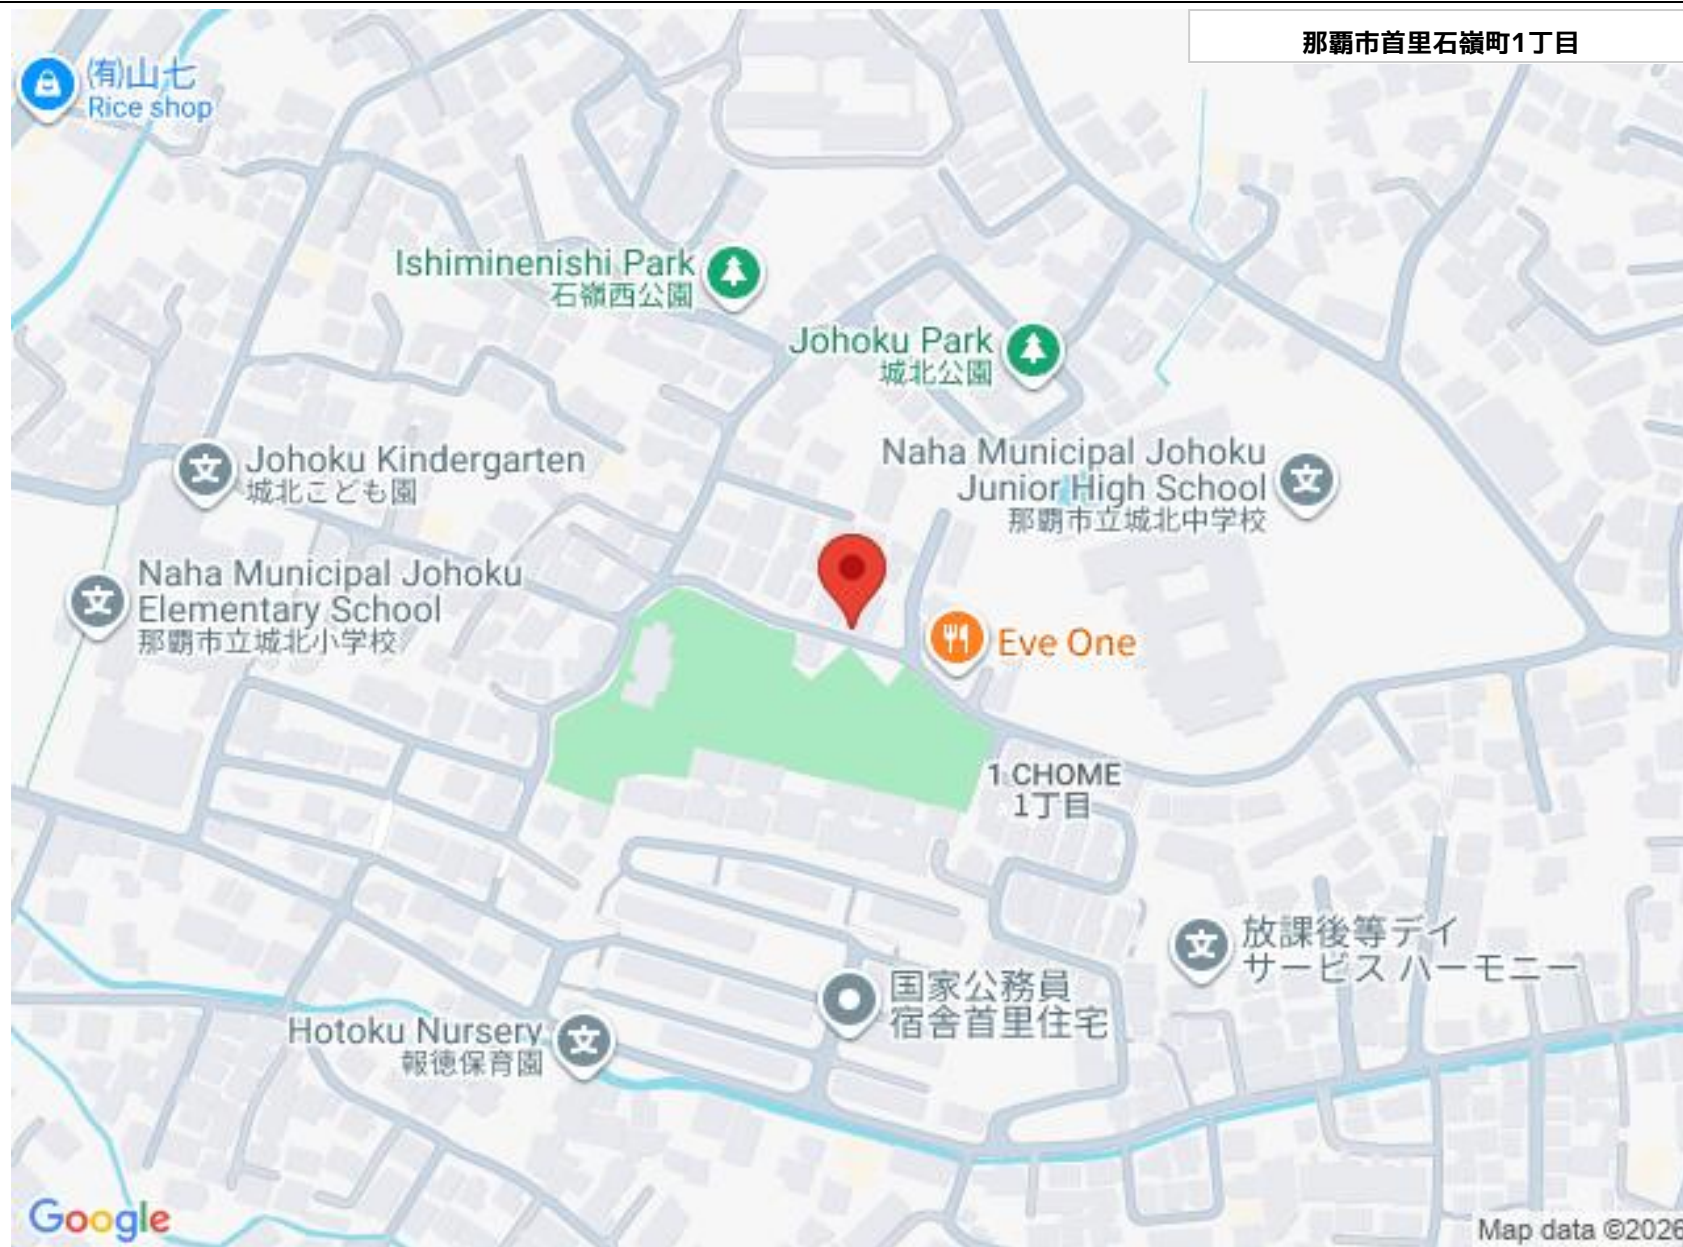 那覇市首里石嶺町1丁目
(有)山七
Rice shop
Ishiminenishi Park
石嶺西公園
Johoku Park
城北公園
Johoku Kindergarten
城北こども園
Naha Municipal Johoku
Junior High School
那覇市立城北中学校
Naha Municipal Johoku
Elementary School
那覇市立城北小学校
Eve One
1 CHOME
1丁目
放課後等デイ
サービス ハーモニー
国家公務員
宿舎首里住宅
Hotoku Nursery
報徳保育園
Google
Map data ©2026